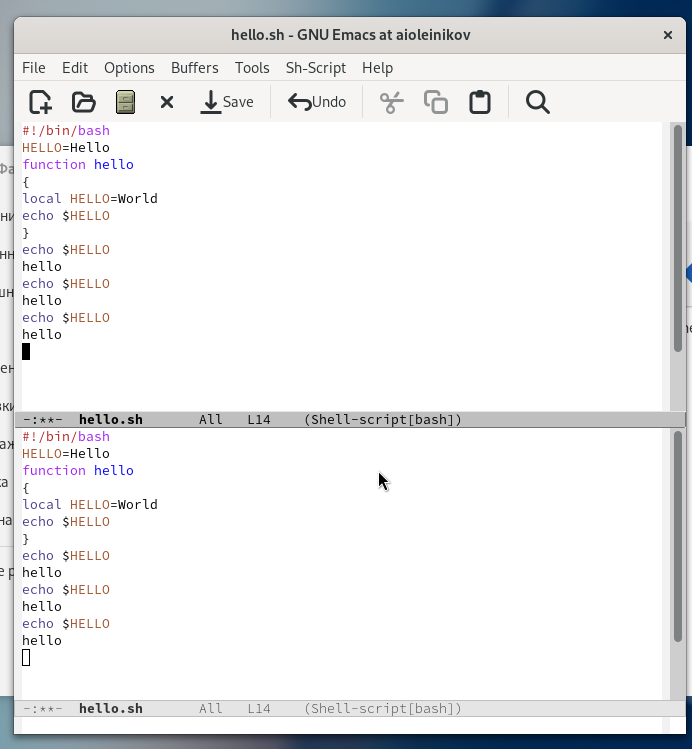 hello.sh - GNU Emacs at aioleinikov
File Edit Options Buffers Tools Sh-Script Help
Save Undo
#!/bin/bash
HELLO=Hello
function hello
{
local HELLO=World
echo $HELLO
}
echo $HELLO
hello
echo $HELLO
hello
echo $HELLO
hello
-:**- hello.sh All L14 (Shell-script[bash])
#!/bin/bash
HELLO=Hello
function hello
{
local HELLO=World
echo $HELLO
}
echo $HELLO
hello
echo $HELLO
hello
echo $HELLO
hello
-:**- hello.sh All L14 (Shell-script[bash])